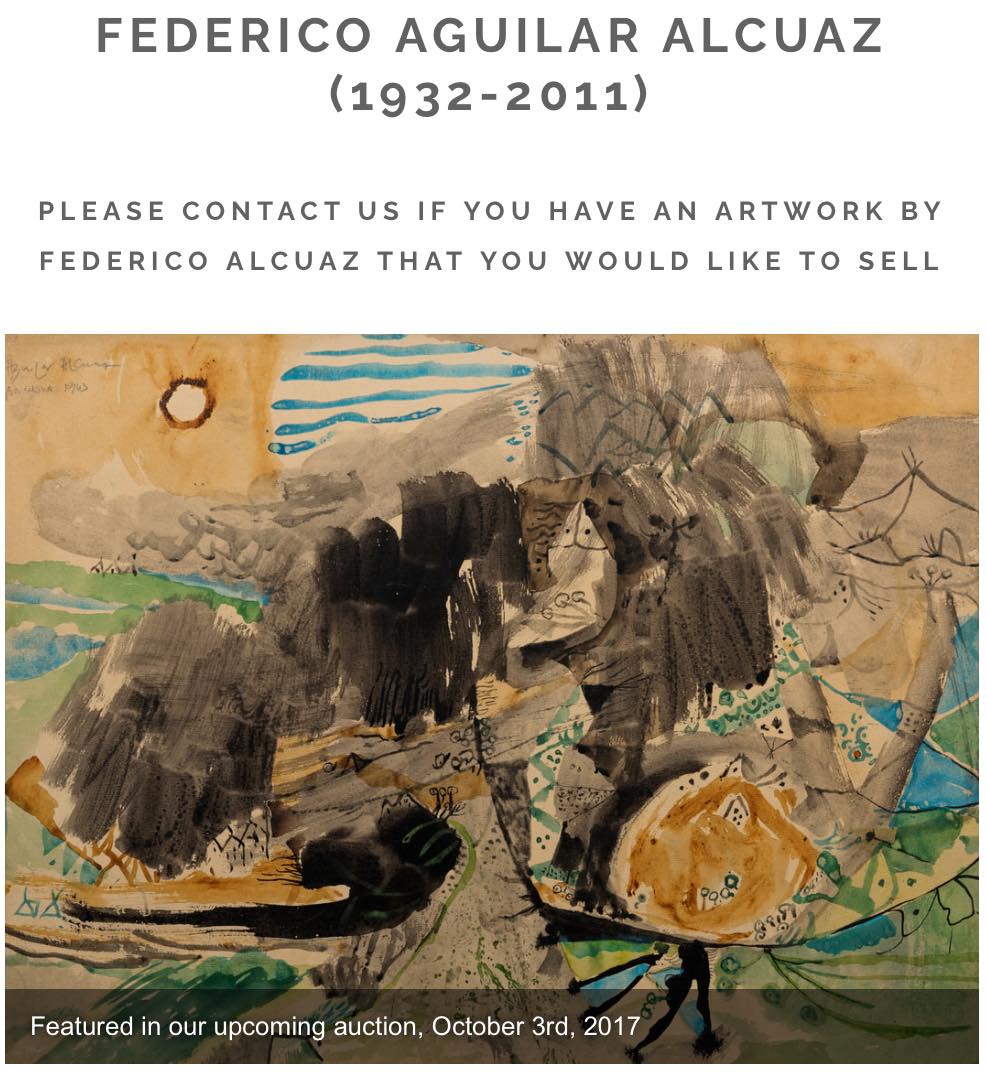 FEDERICO AGUILAR ALCUAZ
(1932-2011)
PLEASE CONTACT US IF YOU HAVE AN ARTWORK BY
FEDERICO ALCUAZ THAT YOU WOULD LIKE TO SELL
1963
Featured in our upcoming auction, October 3rd, 2017